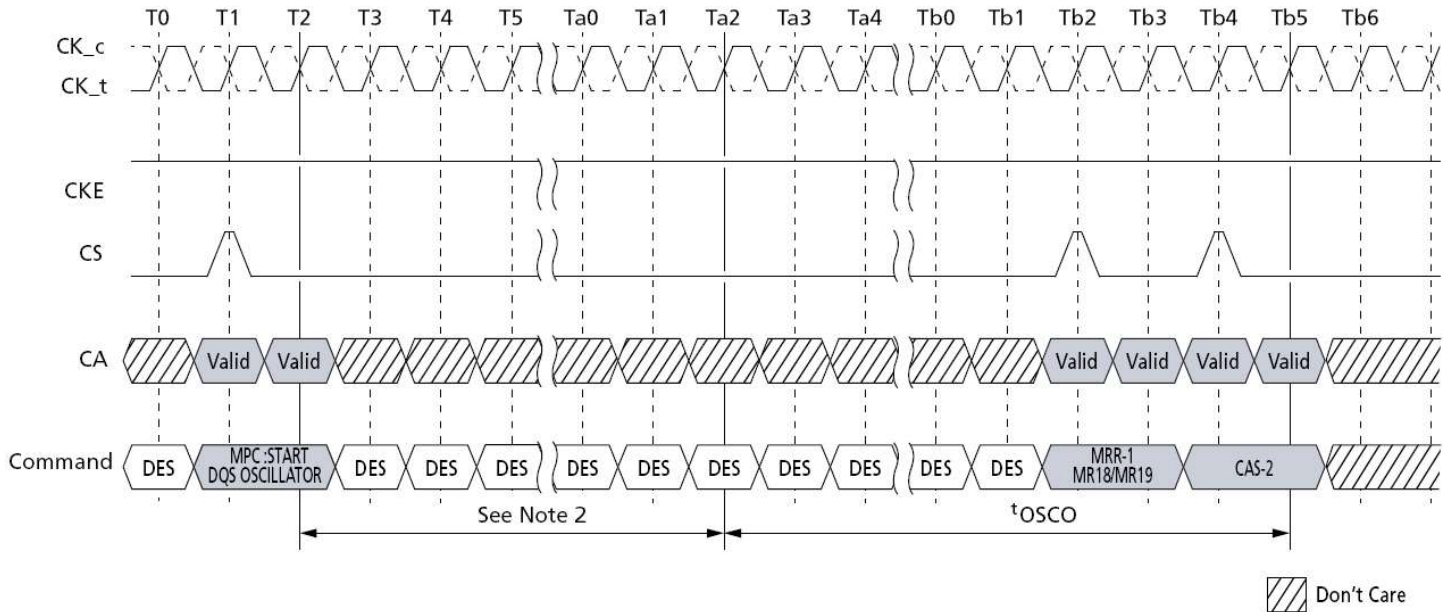 T0 T1 T2 T3 T4 T5 Ta0 Ta1 Ta2 Ta3 Ta4 Tb0 Tb1 Tb2 Tb3 Tb4 Tb5 Tb6
CK_c
CK_t
CKE
CS
CA Valid Valid Valid Valid Valid Valid
Command DES MPC :START DES DES DES DES DES DES DES DES DES DES MRR-1 CAS-2
DQS OSCILLATOR MR18/MR19
See Note 2 tOSCO
Don't Care